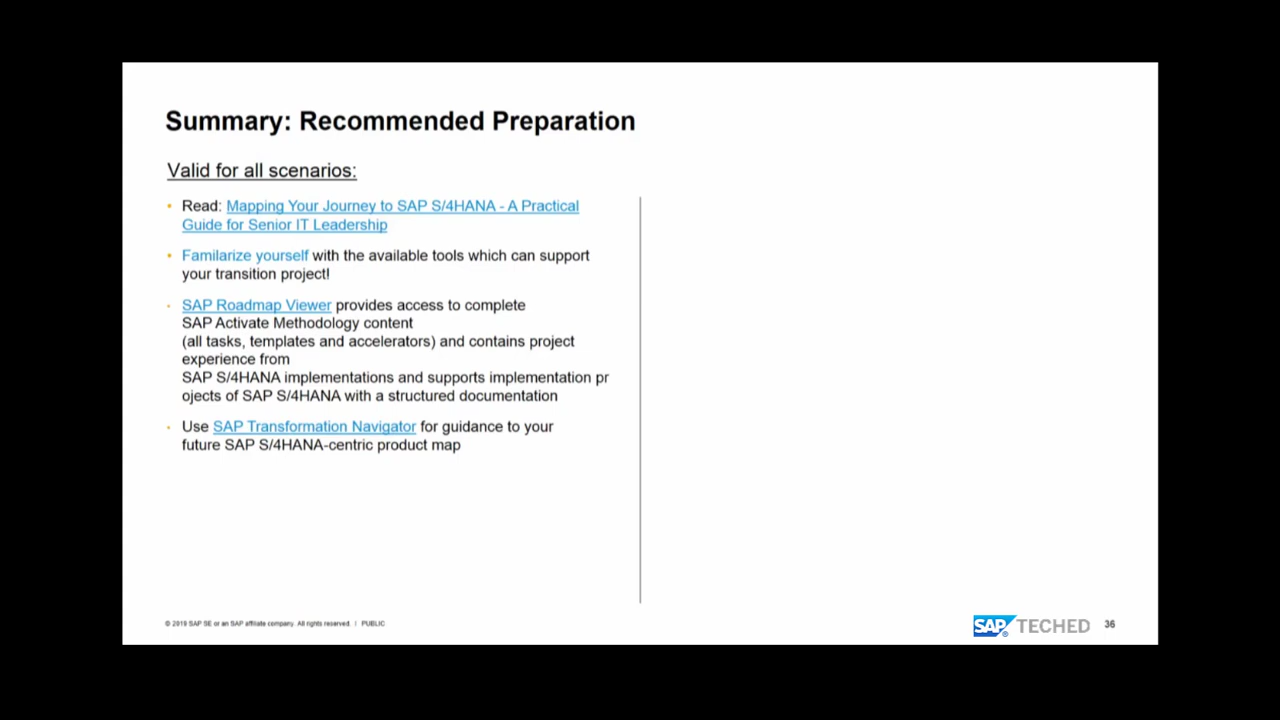 Summary: Recommended Preparation
Valid for all scenarios:
• Read: Mapping Your Journey to SAP S/4HANA - A Practical
Guide for Senior IT Leadership
• Familarize yourself with the available tools which can support
your transition project!
• SAP Roadmap Viewer provides access to complete
SAP Activate Methodology content
(all tasks, templates and accelerators) and contains project
experience from
SAP S/4HANA implementations and supports implementation pr
ojects of SAP S/4HANA with a structured documentation
• Use SAP Transformation Navigator for guidance to your
future SAP S/4HANA-centric product map
© 2019 SAP SE or an SAP affiliate company. All rights reserved. | PUBLIC
SAP® TECHED 36